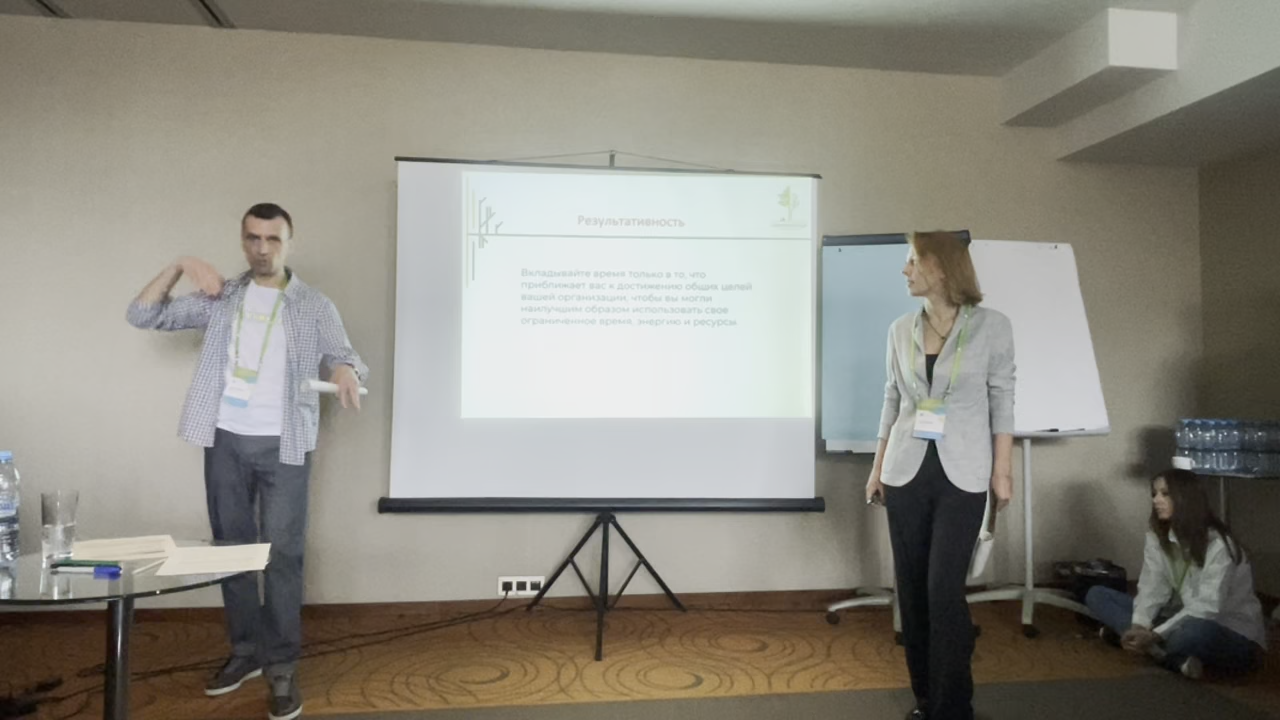 Результативность
Вкладывайте время только в то, что
приближает вас к достижению общих целей
вашей организации, чтобы вы могли
наилучшим образом использовать свое
ограниченное время, энергию и ресурсы.